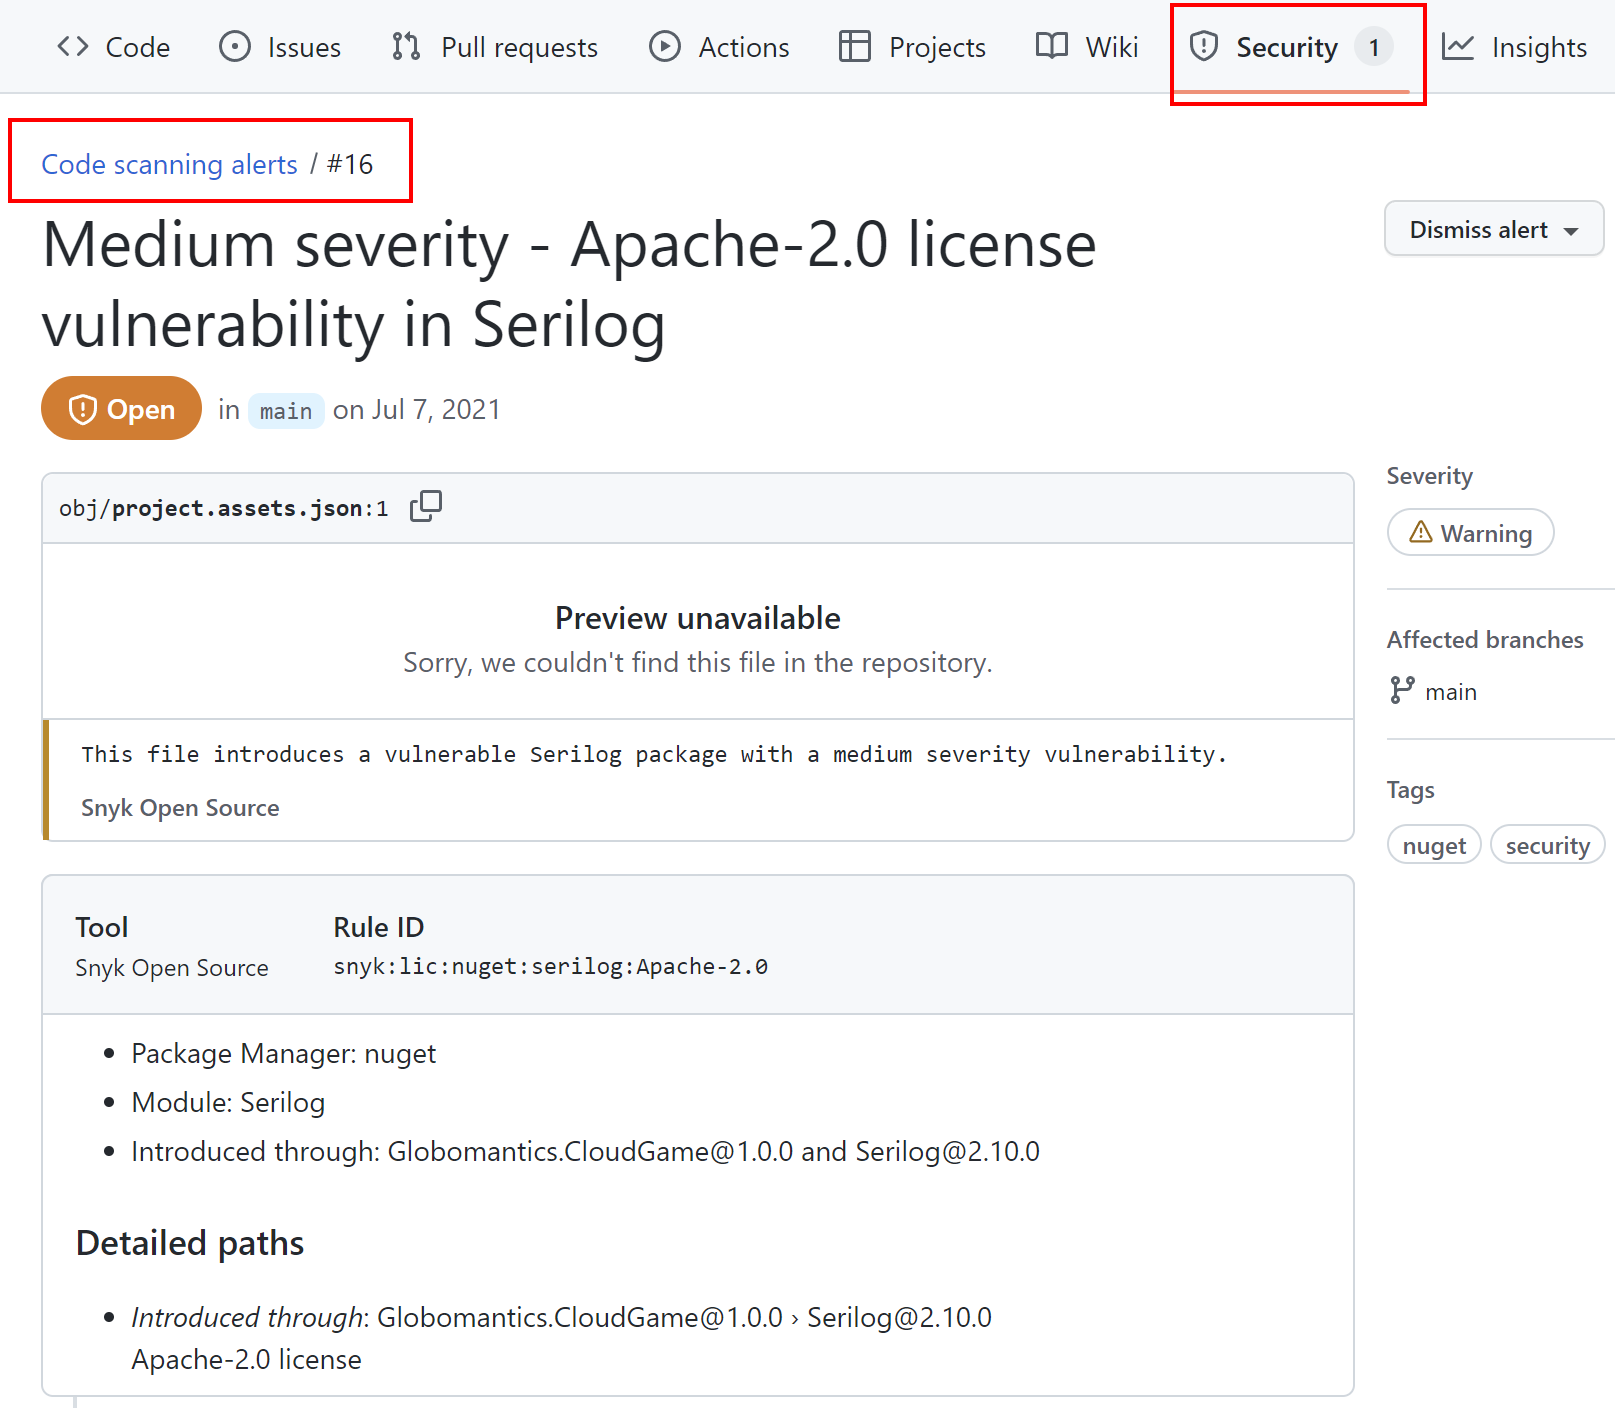 Code Issues Pull requests Actions Projects Wiki Security 1 Insights
Code scanning alerts / #16
Medium severity - Apache-2.0 license
vulnerability in Serilog
Dismiss alert
Open in main on Jul 7, 2021
obj/project.assets.json:1
Preview unavailable
Sorry, we couldn't find this file in the repository.
This file introduces a vulnerable Serilog package with a medium severity vulnerability.
Snyk Open Source
Severity
Warning
Affected branches
main
Tags
nuget security
Tool Rule ID
Snyk Open Source snyk:lic:nuget:serilog:Apache-2.0
• Package Manager: nuget
• Module: Serilog
• Introduced through: Globomantics.CloudGame@1.0.0 and Serilog@2.10.0
Detailed paths
• Introduced through: Globomantics.CloudGame@1.0.0 › Serilog@2.10.0
Apache-2.0 license